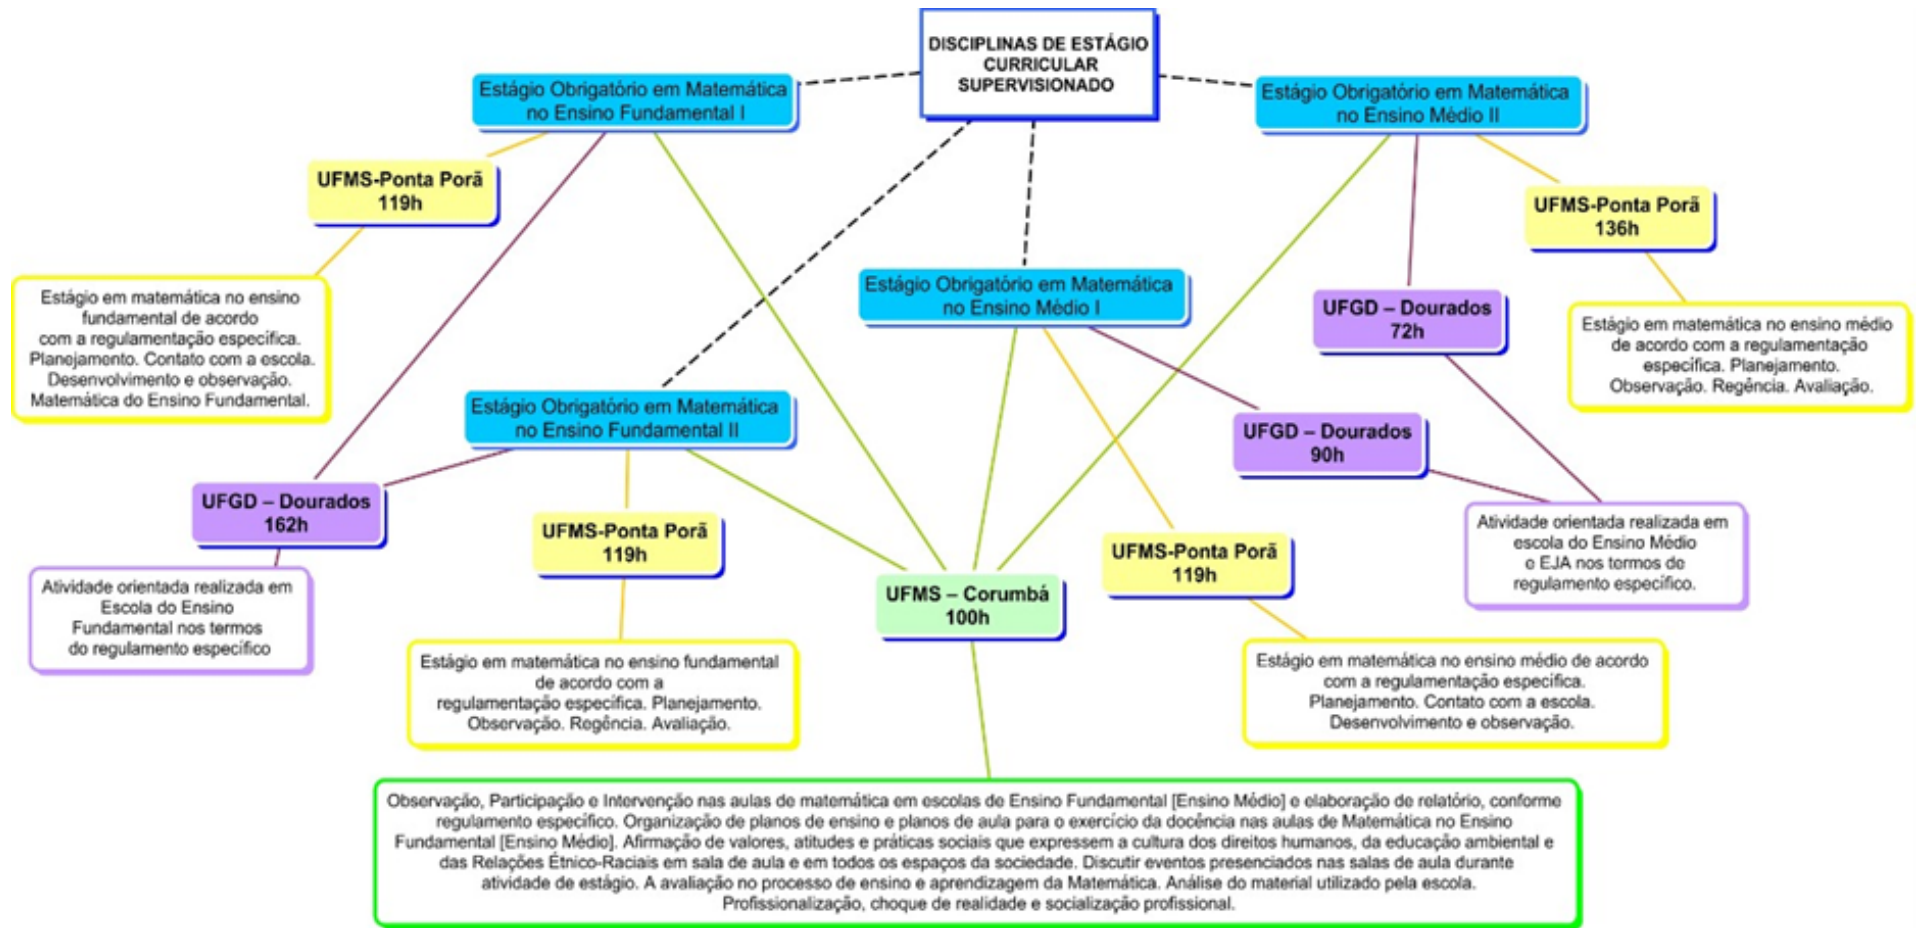 DISCIPLINAS DE ESTÁGIO
CURRICULAR
SUPERVISIONADO
Estágio Obrigatório em Matemática
no Ensino Fundamental I
Estágio Obrigatório em Matemática
no Ensino Médio II
UFMS-Ponta Porã
119h
UFMS-Ponta Porã
136h
Estágio em matemática no ensino
fundamental de acordo
com a regulamentação específica.
Planejamento. Contato com a escola.
Desenvolvimento e observação.
Matemática do Ensino Fundamental.
Estágio Obrigatório em Matemática
no Ensino Médio I
UFGD – Dourados
72h
Estágio em matemática no ensino médio
de acordo com a regulamentação
específica. Planejamento.
Observação. Regência. Avaliação.
Estágio Obrigatório em Matemática
no Ensino Fundamental II
UFGD – Dourados
90h
UFGD – Dourados
162h
UFMS-Ponta Porã
119h
UFMS-Ponta Porã
119h
Atividade orientada realizada em
escola do Ensino Médio
e EJA nos termos de
regulamento específico.
Atividade orientada realizada em
Escola do Ensino
Fundamental nos termos
do regulamento específico
UFMS – Corumbá
100h
Estágio em matemática no ensino fundamental
de acordo com a
regulamentação específica. Planejamento.
Observação. Regência. Avaliação.
Estágio em matemática no ensino médio de acordo
com a regulamentação específica.
Planejamento. Contato com a escola.
Desenvolvimento e observação.
Observação, Participação e Intervenção nas aulas de matemática em escolas de Ensino Fundamental [Ensino Médio] e elaboração de relatório, conforme
regulamento específico. Organização de planos de ensino e planos de aula para o exercício da docência nas aulas de Matemática no Ensino
Fundamental [Ensino Médio]. Afirmação de valores, atitudes e práticas sociais que expressem a cultura dos direitos humanos, da educação ambiental e
das Relações Étnico-Raciais em sala de aula e em todos os espaços da sociedade. Discutir eventos presenciados nas salas de aula durante
atividade de estágio. A avaliação no processo de ensino e aprendizagem da Matemática. Análise do material utilizado pela escola.
Profissionalização, choque de realidade e socialização profissional.